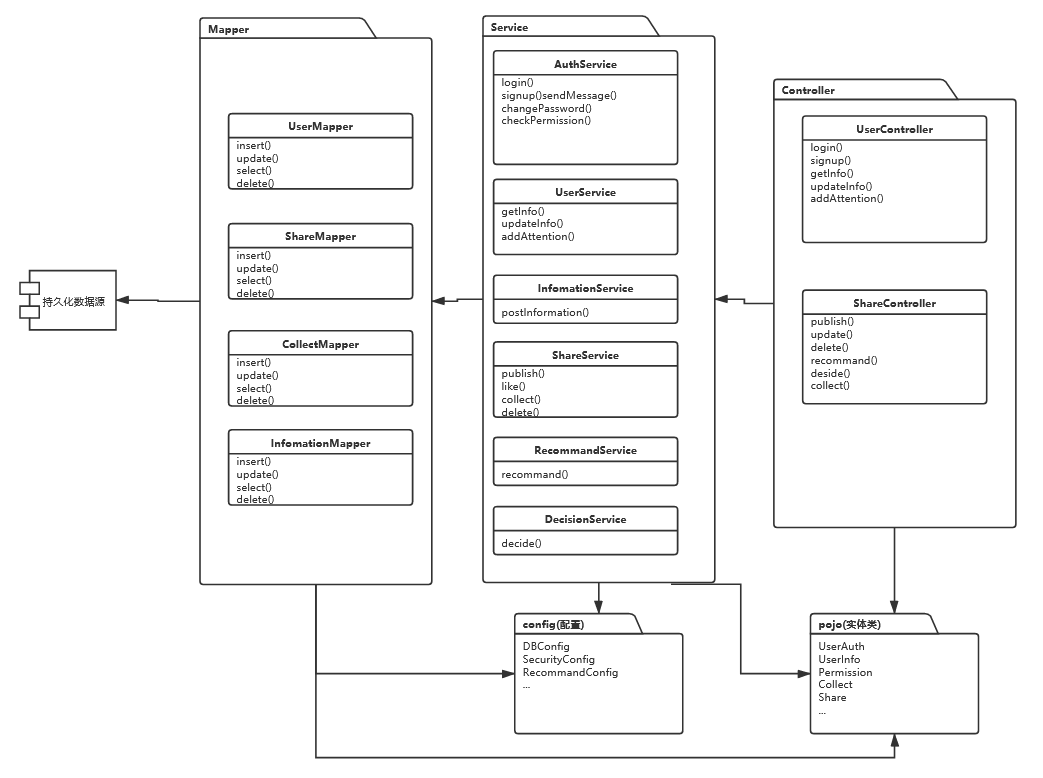 Mapper
UserMapper
insert()
update()
select()
delete()
ShareMapper
insert()
update()
select()
delete()
CollectMapper
insert()
update()
select()
delete()
InfomationMapper
insert()
update()
select()
delete()
持久化数据源
Service
AuthService
login()
signup()sendMessage()
changePassword()
checkPermission()
UserService
getInfo()
updateInfo()
addAttention()
InfomationService
postInformation()
ShareService
publish()
like()
collect()
delete()
RecommandService
recommand()
DecisionService
decide()
Controller
UserController
login()
signup()
getInfo()
updateInfo()
addAttention()
ShareController
publish()
update()
delete()
recommand()
deside()
collect()
config(配置)
DBConfig
SecurityConfig
RecommandConfig
...
pojo(实体类)
UserAuth
UserInfo
Permission
Collect
Share
...